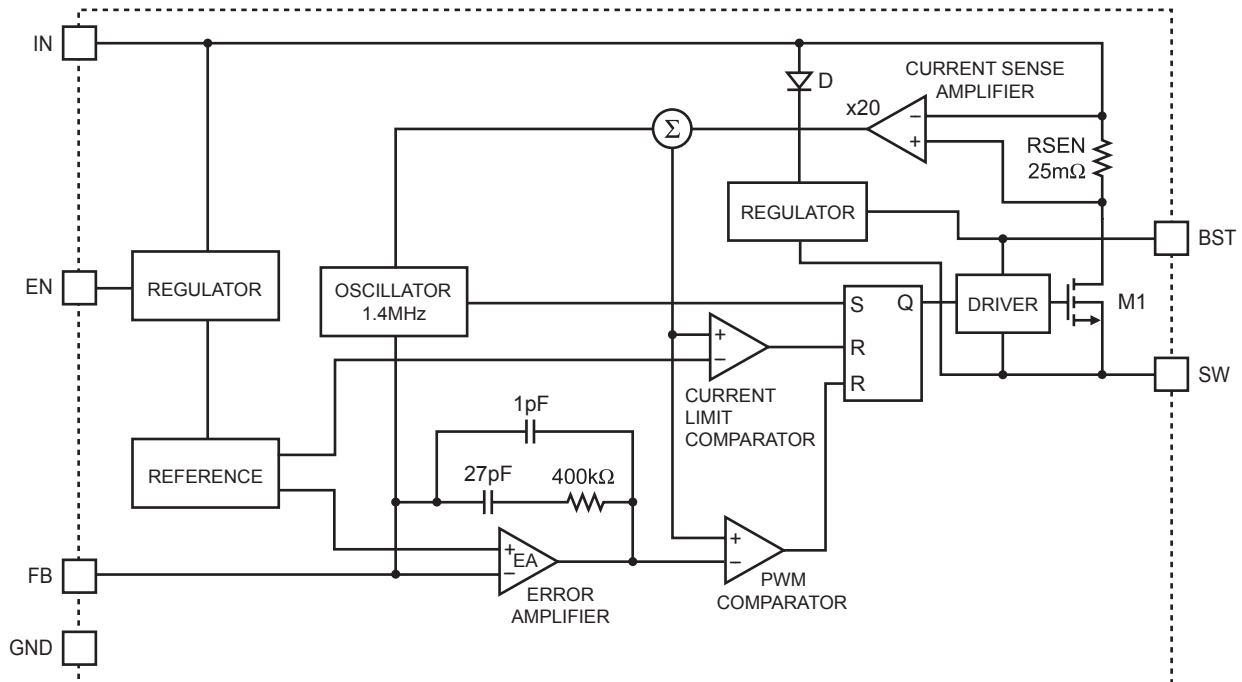 IN
D
CURRENT SENSE
AMPLIFIER
x20
−
+
Σ
RSEN
25mΩ
REGULATOR
BST
EN
REGULATOR
OSCILLATOR
1.4MHz
S
Q
DRIVER
M1
+
−
R
R
SW
CURRENT
LIMIT
COMPARATOR
1pF
REFERENCE
27pF
400kΩ
+
EA
−
+
−
FB
ERROR
AMPLIFIER
PWM
COMPARATOR
GND